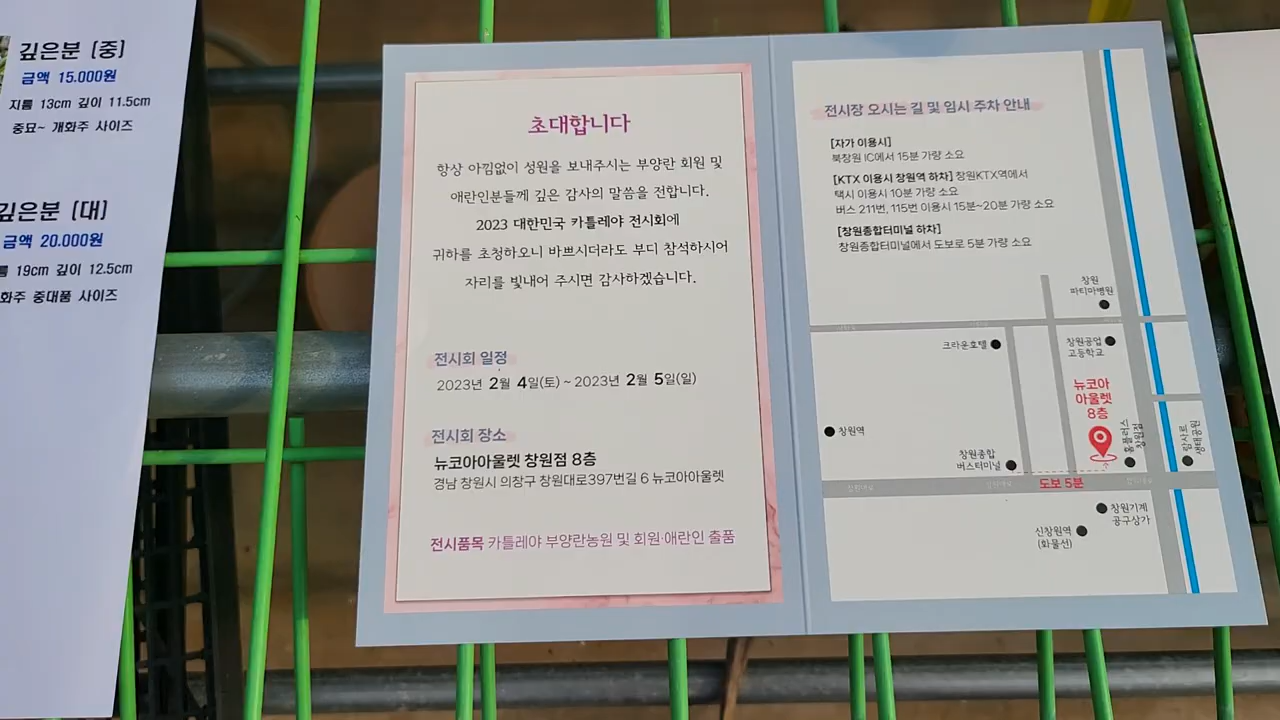 깊은분 [중]
금액 15.000원
지름 13cm 깊이 11.5cm
중묘~ 개화주 사이즈
깊은분 [대]
금액 20.000원
름 19cm 깊이 12.5cm
화주 중대품 사이즈
초대합니다
항상 아낌없이 성원을 보내주시는 부양란 회원 및
애란인분들께 깊은 감사의 말씀을 전합니다.
2023 대한민국 카틀레야 전시회에
귀하를 초청하오니 바쁘시더라도 부디 참석하시어
자리를 빛내어 주시면 감사하겠습니다.
전시회 일정
2023년 2월 4일(토) ~ 2023년 2월 5일(일)
전시회 장소
뉴코아아울렛 창원점 8층
경남 창원시 의창구 창원대로397번길 6 뉴코아아울렛
전시품목 카틀레야 부양란농원 및 회원·애란인 출품
전시장 오시는 길 및 임시 주차 안내
[자가 이용시]
북창원 IC에서 15분 가량 소요
[KTX 이용시 창원역 하차] 창원KTX역에서
택시 이용시 10분 가량 소요
버스 211번, 115번 이용시 15분~20분 가량 소요
[창원종합터미널 하차]
창원종합터미널에서 도보로 5분 가량 소요
창원
파티마병원
크라운호텔
창원공업
고등학교
뉴코아
아울렛
8층
창원역
홈플러스
창원점
생태공원
창원종합
버스터미널
도보 5분
창원기계
공구상가
신창원역
(화물선)